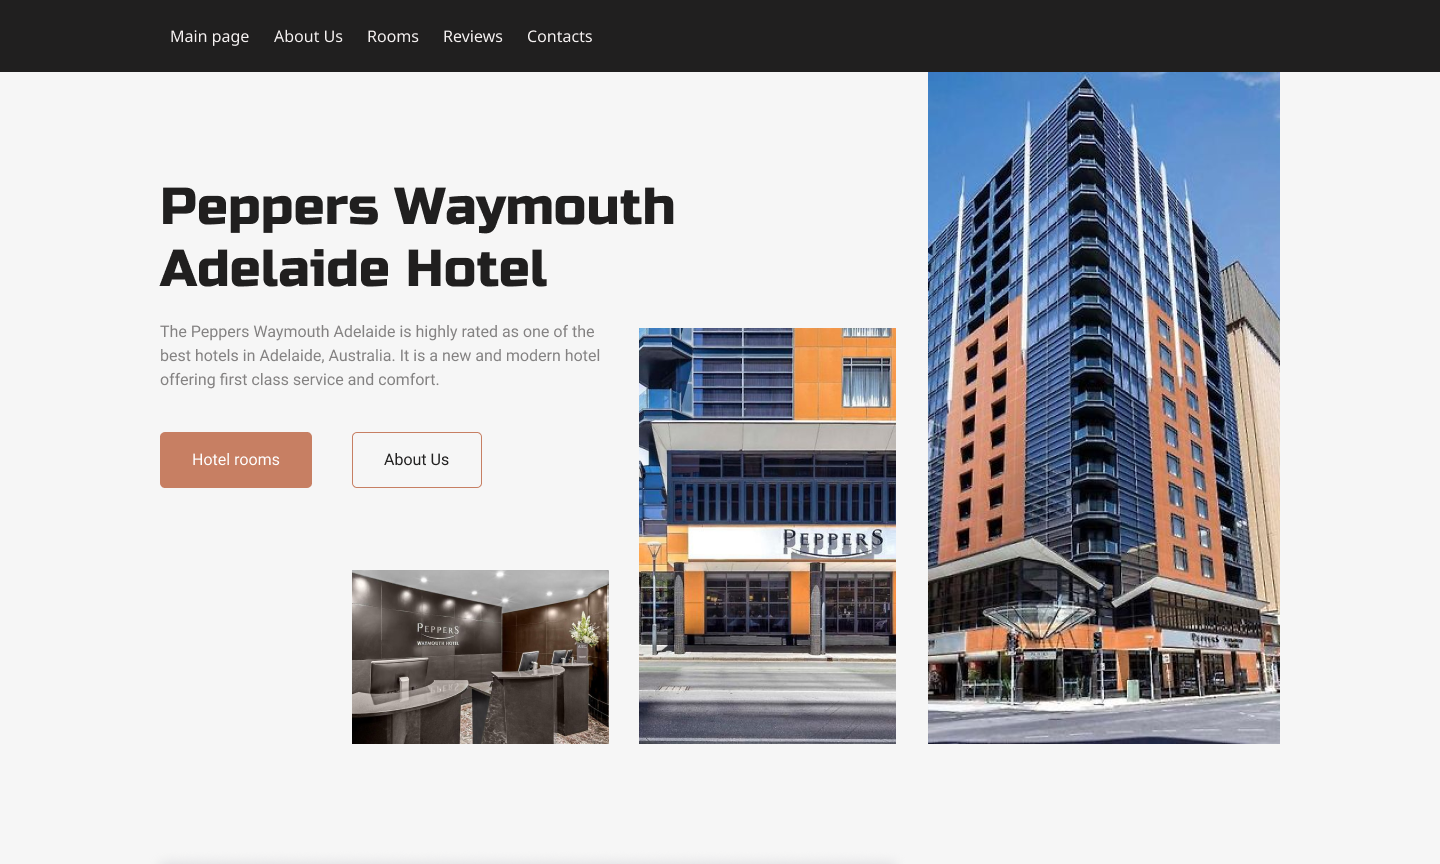 Main page About Us Rooms Reviews Contacts
Peppers Waymouth
Adelaide Hotel
The Peppers Waymouth Adelaide is highly rated as one of the
best hotels in Adelaide, Australia. It is a new and modern hotel
offering first class service and comfort.
Hotel rooms About Us
PEPPERS
PEPPERS
WAYMOUTH HOTEL
PEPPERS